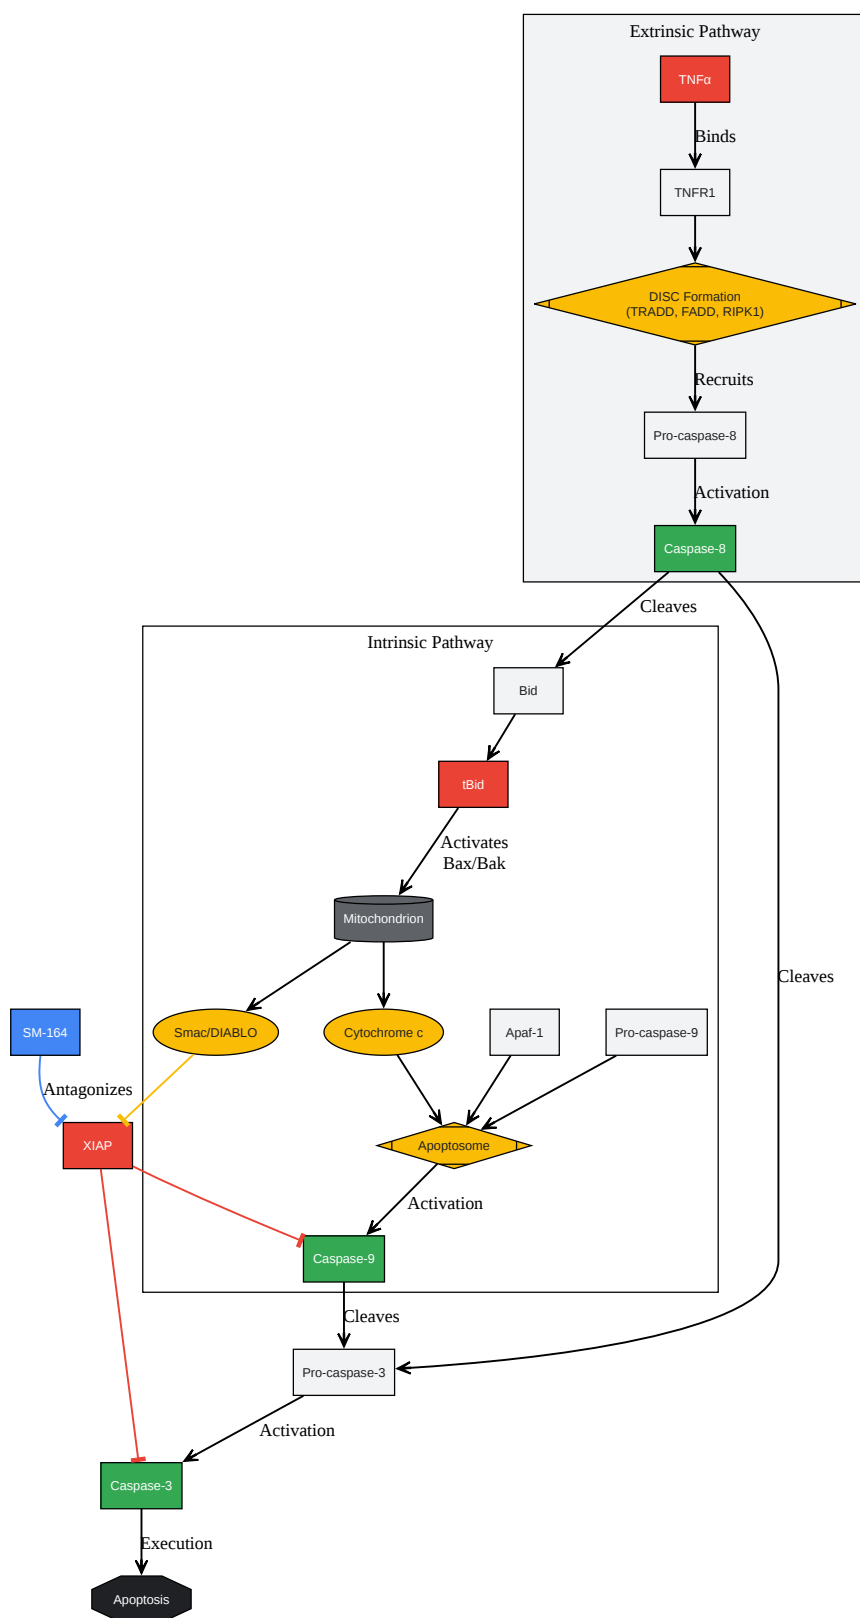 Extrinsic Pathway
TNFα
Binds
TNFR1
DISC Formation
(TRADD, FADD, RIPK1)
Recruits
Pro-caspase-8
Activation
Caspase-8
Cleaves
Intrinsic Pathway
Bid
tBid
Activates
Bax/Bak
Mitochondrion
Cleaves
SM-164
Smac/DIABLO
Cytochrome c
Apaf-1
Pro-caspase-9
Antagonizes
XIAP
Apoptosome
Activation
Caspase-9
Cleaves
Pro-caspase-3
Activation
Caspase-3
Execution
Apoptosis